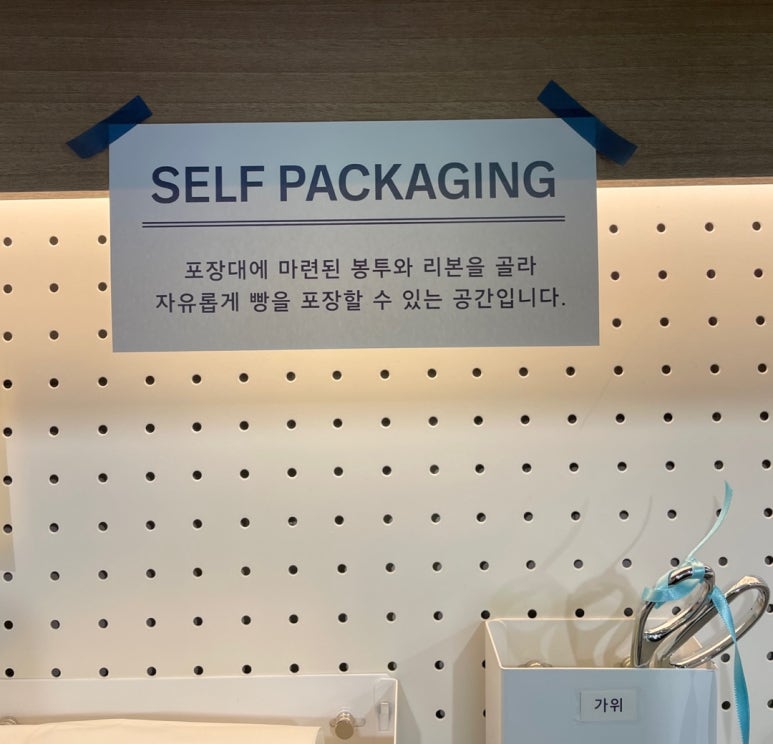 SELF PACKAGING
포장대에 마련된 봉투와 리본을 골라
자유롭게 빵을 포장할 수 있는 공간입니다.
가위